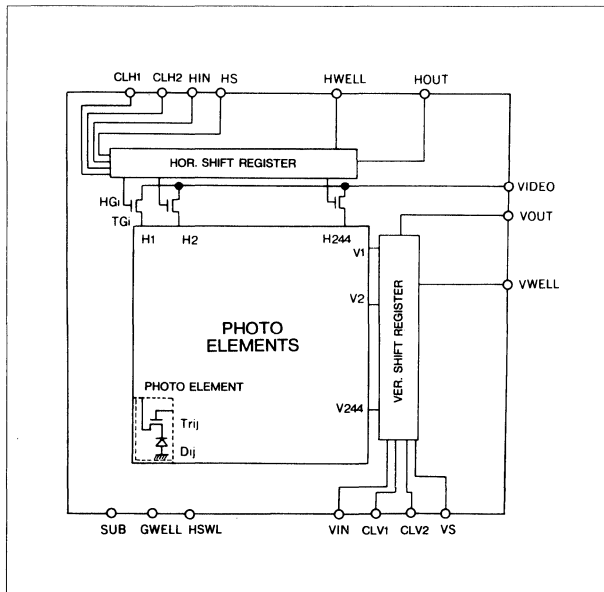 CLH1 CLH2 HIN HS HWELL HOUT
HOR. SHIFT REGISTER
VIDEO
HGi
TGi
VOUT
H1 H2 H244
V1
VWELL
V2
PHOTO
ELEMENTS
VER. SHIFT REGISTER
PHOTO ELEMENT
V244
Trij
Dij
SUB GWELL HSWL VIN CLV1 CLV2 VS